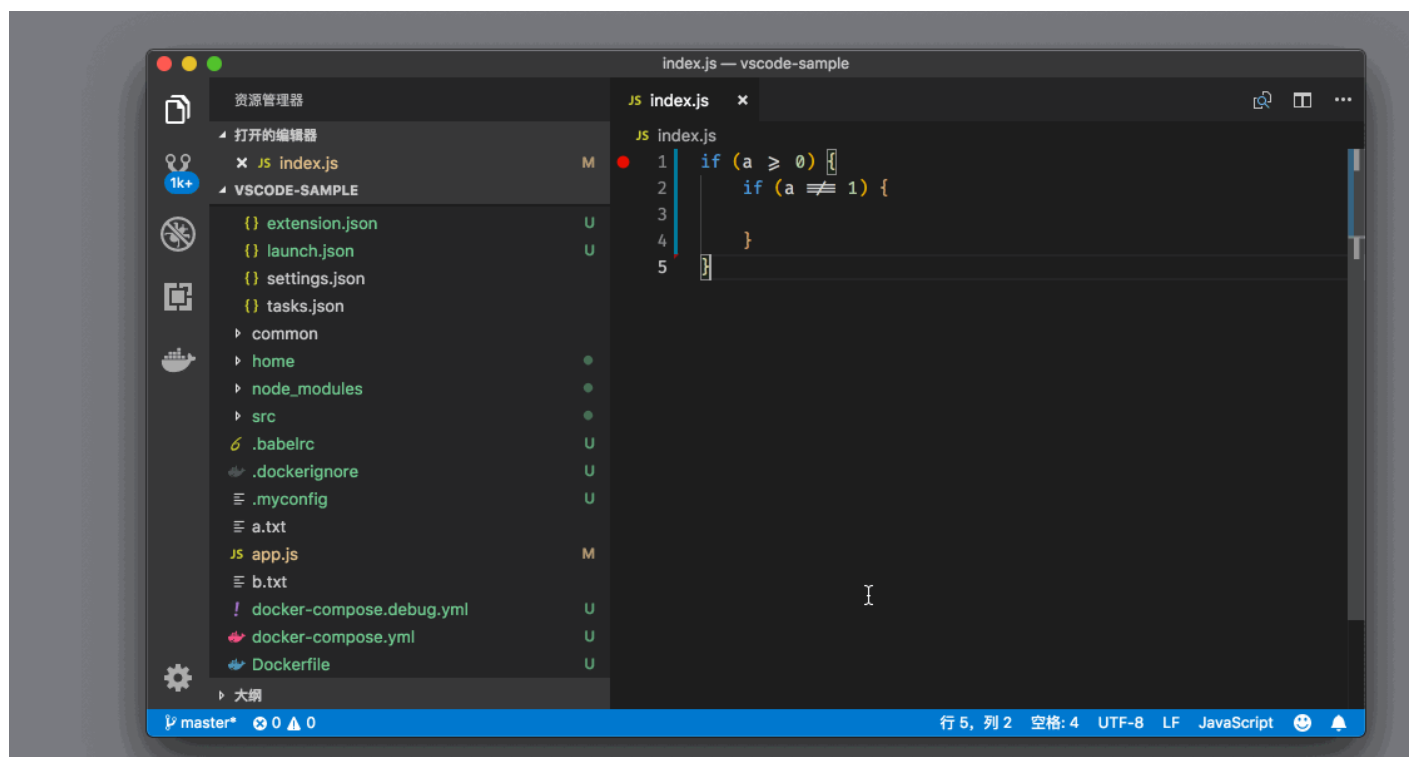 index.js — vscode-sample
资源管理器
打开的编辑器
JS index.js M
1k+
VSCODE-SAMPLE
{} extension.json U
{} launch.json U
{} settings.json
{} tasks.json
common
home
node_modules
src
.babelrc U
.dockerignore U
.myconfig U
a.txt
JS app.js M
b.txt
! docker-compose.debug.yml U
docker-compose.yml U
Dockerfile U
大纲
JS index.js ×
JS index.js
1 if (a ⩾ 0) {
2 if (a !== 1) {
3
4 }
5 }
master* 0 0
行 5，列 2 空格: 4 UTF-8 LF JavaScript